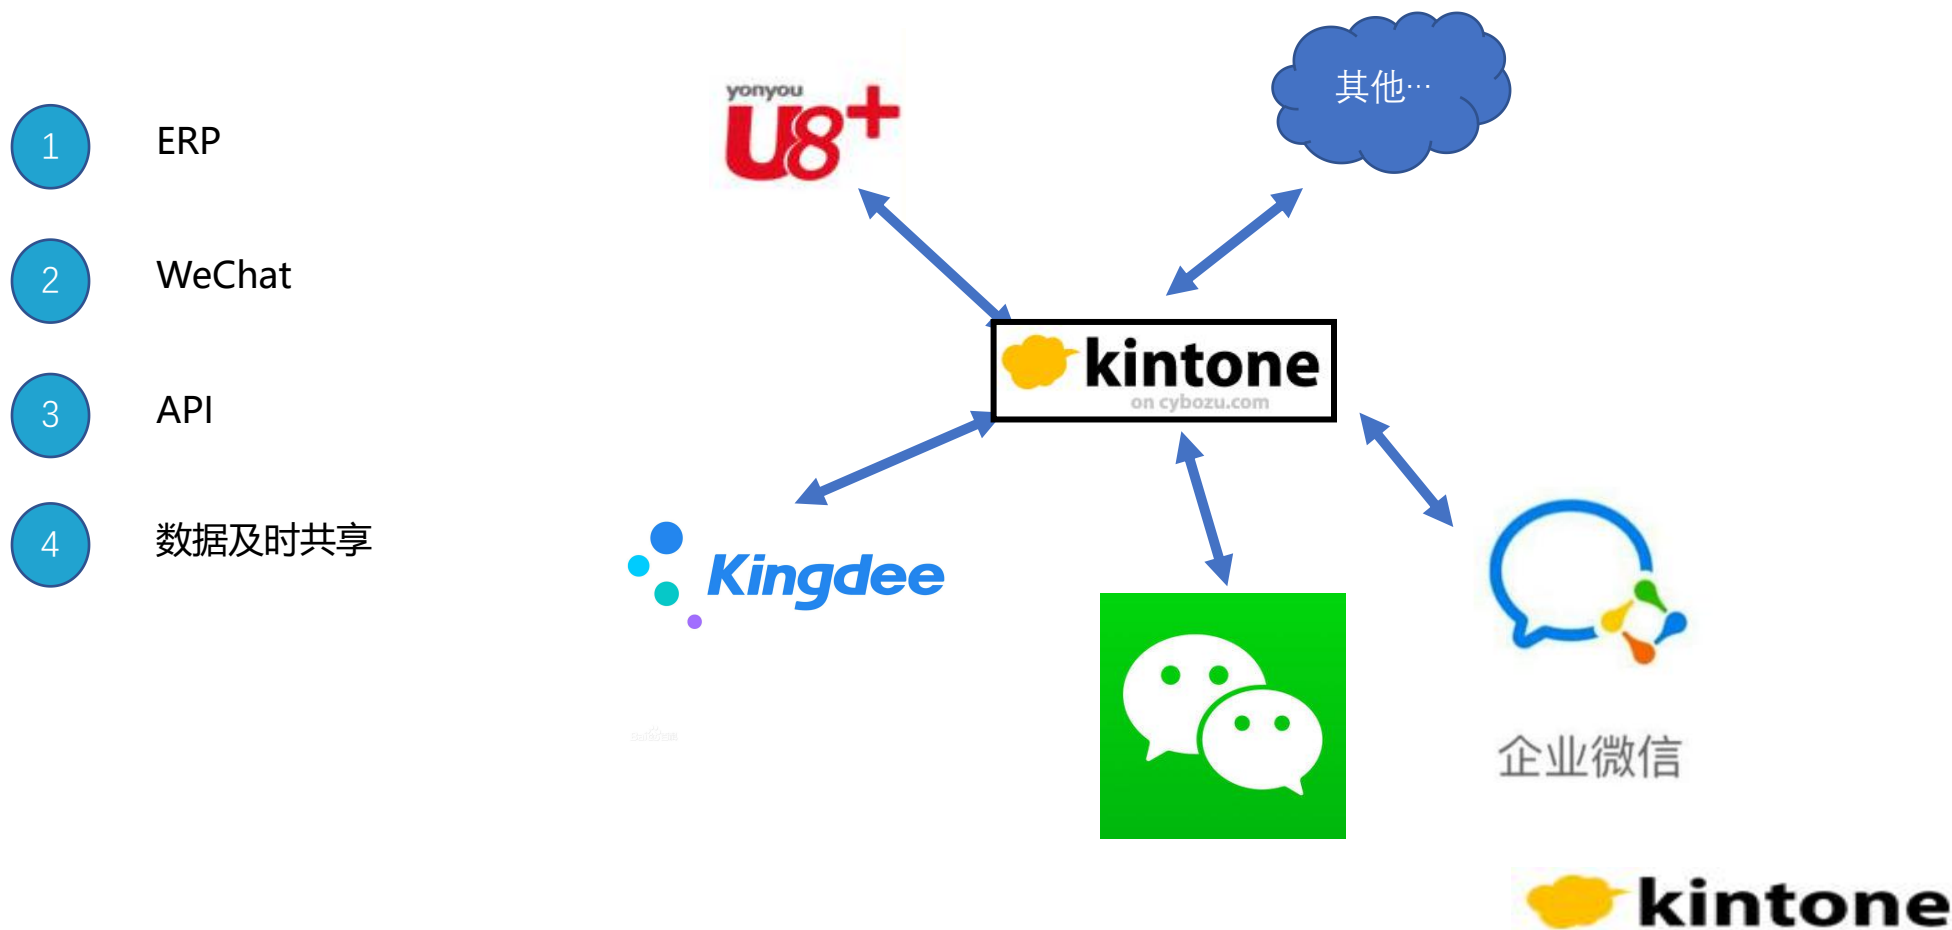 1
ERP
2
WeChat
3
API
4
数据及时共享
yonyou
U8+
其他…
kintone
on cybozu.com
Kingdee
企业微信
kintone